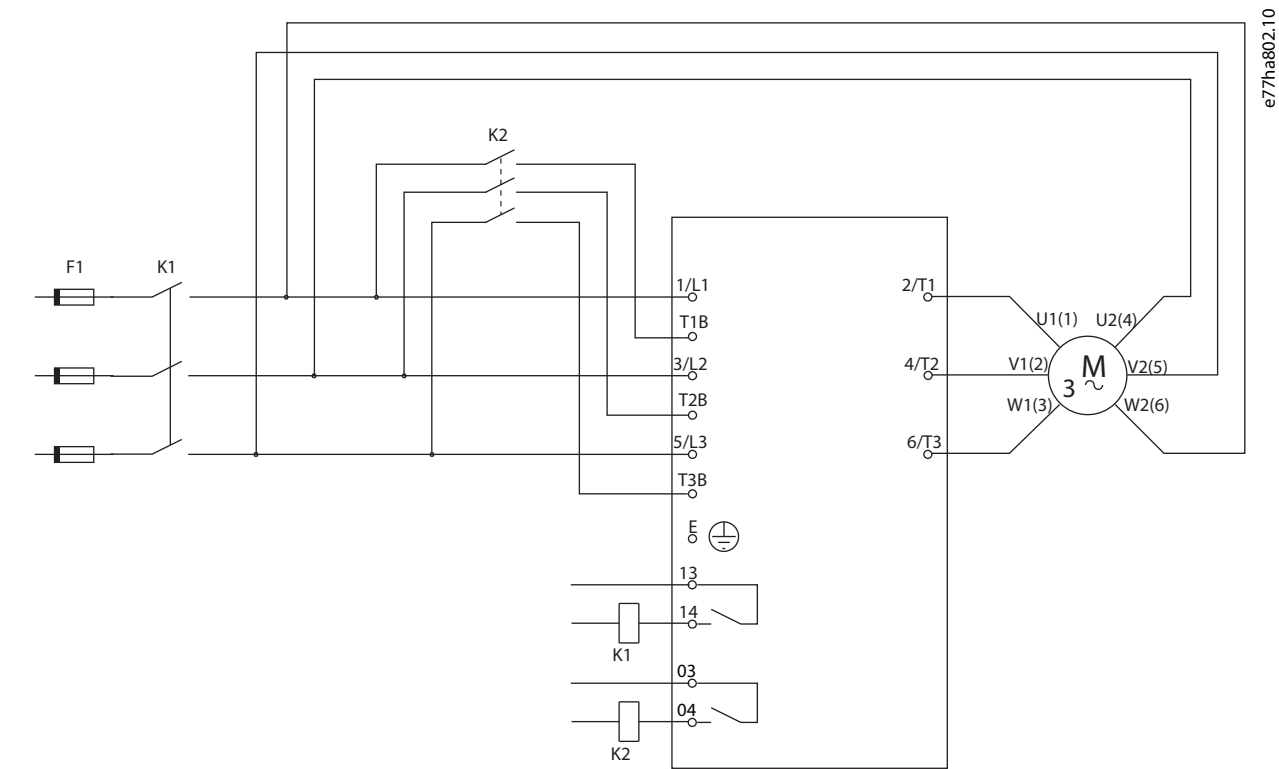 e77ha802.10
K2
F1
K1
1/L1
2/T1
T1B
U1(1)
U2(4)
3/L2
4/T2
V1(2)
M
3
V2(5)
T2B
W1(3)
W2(6)
5/L3
6/T3
T3B
E
13
14
K1
03
04
K2